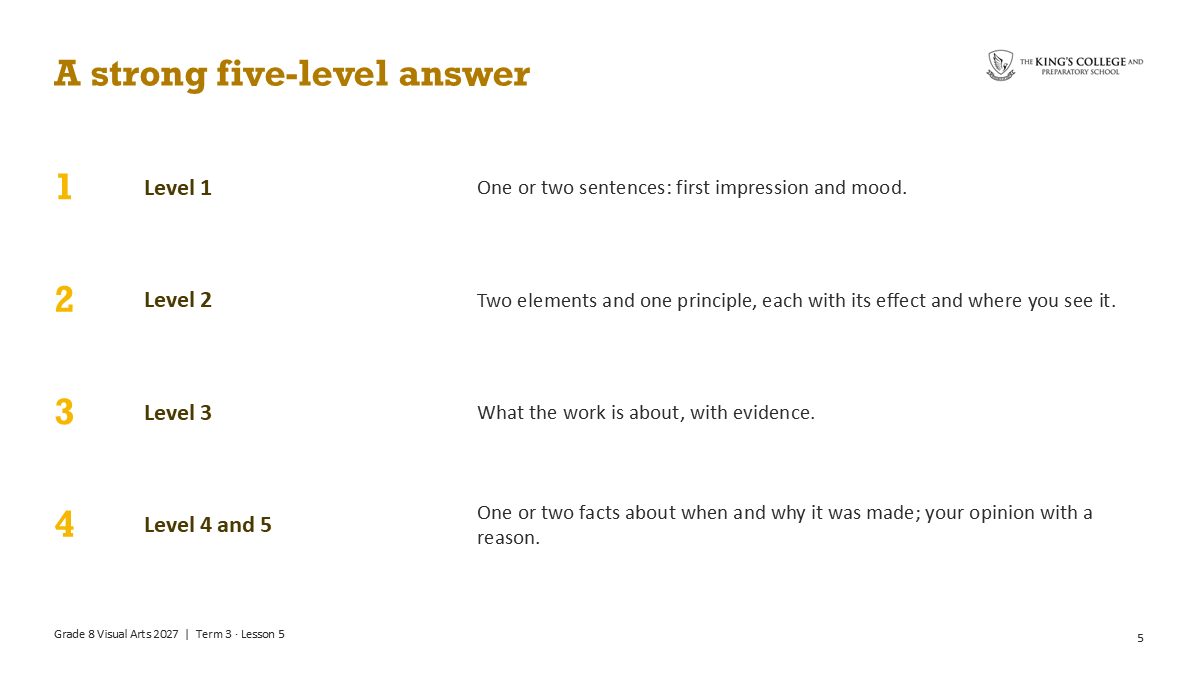 A strong five-level answer
THE KING'S COLLEGE AND
PREPARATORY SCHOOL
1
Level 1
One or two sentences: first impression and mood.
2
Level 2
Two elements and one principle, each with its effect and where you see it.
3
Level 3
What the work is about, with evidence.
4
Level 4 and 5
One or two facts about when and why it was made; your opinion with a
reason.
Grade 8 Visual Arts 2027 | Term 3 · Lesson 5
5